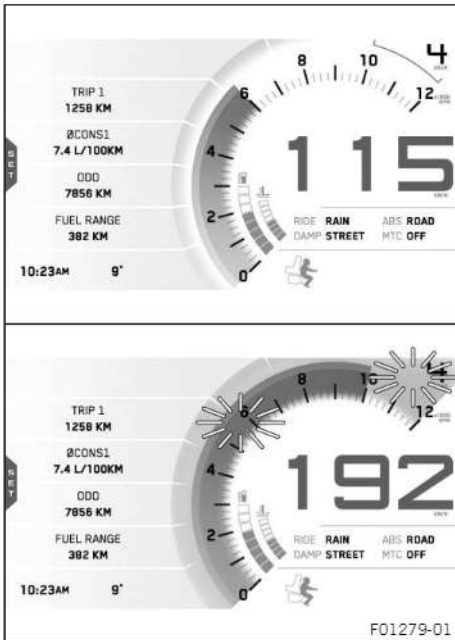 TRIP 1
1258 KM
ØCONS1
7.4 L/100KM
ODO
7856 KM
FUEL RANGE
382 KM
SET
10:23AM 9°
0
2
4
6
8
10
12
4
115
RIDE RAIN ABS ROAD
DAMP STREET MTC OFF
TRIP 1
1258 KM
ØCONS1
7.4 L/100KM
ODO
7856 KM
FUEL RANGE
382 KM
SET
10:23AM 9°
0
2
4
6
8
10
12
192
RIDE RAIN ABS ROAD
DAMP STREET MTC OFF
F01279-01